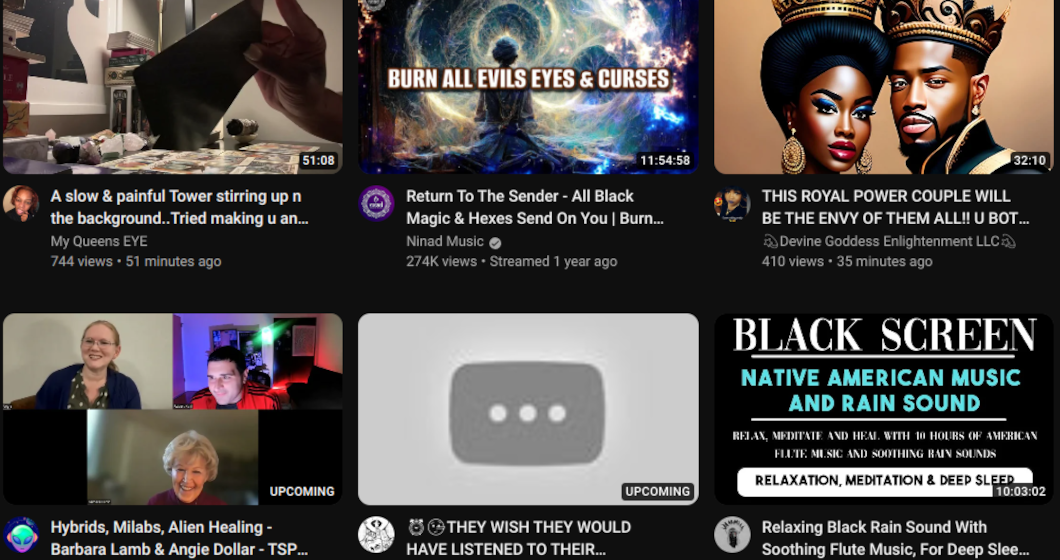 BURN ALL EVILS EYES & CURSES
51:08
11:54:58
32:10
A slow & painful Tower stirring up n
the background..Tried making u an...
My Queens EYE
744 views • 51 minutes ago
Return To The Sender - All Black
Magic & Hexes Send On You | Burn...
Ninad Music
274K views • Streamed 1 year ago
THIS ROYAL POWER COUPLE WILL
BE THE ENVY OF THEM ALL!! U BOT...
Devine Goddess Enlightenment LLC
410 views • 35 minutes ago
UPCOMING
UPCOMING
BLACK SCREEN
NATIVE AMERICAN MUSIC
AND RAIN SOUND
RELAX, MEDITATE AND HEAL WITH 10 HOURS OF AMERICAN
FLUTE MUSIC AND SOOTHING RAIN SOUNDS
RELAXATION, MEDITATION & DEEP SLEEP
10:03:02
Hybrids, Milabs, Alien Healing -
Barbara Lamb & Angie Dollar - TSP...
THEY WISH THEY WOULD
HAVE LISTENED TO THEIR...
Relaxing Black Rain Sound With
Soothing Flute Music, For Deep Slee...